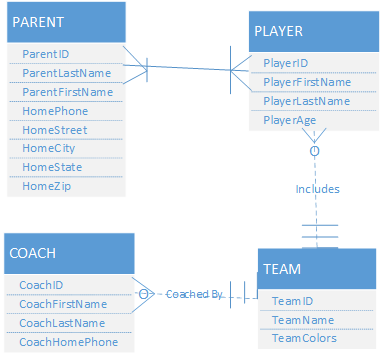 PARENT
ParentID
ParentLastName
ParentFirstName
HomePhone
HomeStreet
HomeCity
HomeState
HomeZip
PLAYER
PlayerID
PlayerFirstName
PlayerLastName
PlayerAge
Includes
COACH
CoachID
CoachFirstName
CoachLastName
CoachHomePhone
Coached By
TEAM
TeamID
TeamName
TeamColors